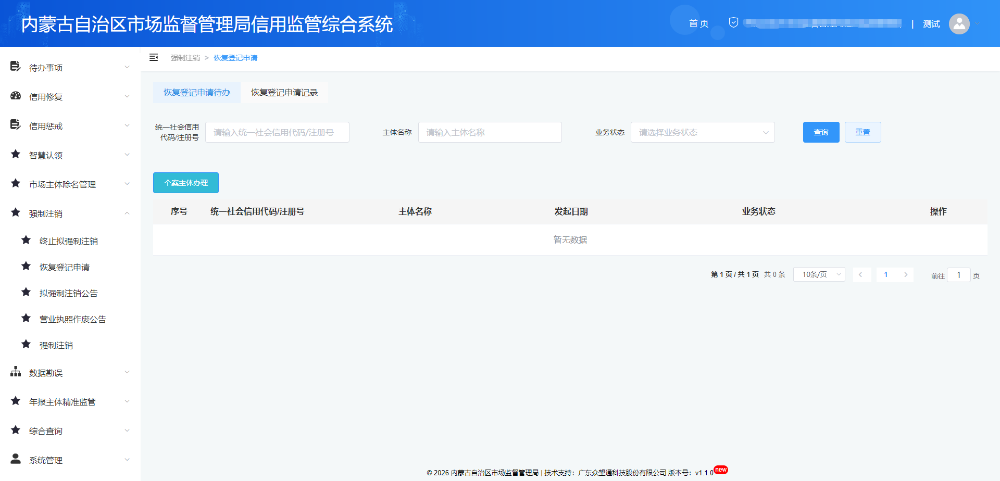 内蒙古自治区市场监督管理局信用监管综合系统
首页
| 测试
待办事项
信用修复
信用惩戒
智慧认领
市场主体除名管理
强制注销
终止拟强制注销
恢复登记申请
拟强制注销公告
营业执照作废公告
强制注销
数据勘误
年报主体精准监管
综合查询
系统管理
强制注销 > 恢复登记申请
恢复登记申请待办 恢复登记申请记录
统一社会信用
代码/注册号
请输入统一社会信用代码/注册号
主体名称 请输入主体名称
业务状态 请选择业务状态
查询 重置
个案主体办理
序号 统一社会信用代码/注册号 主体名称 发起日期 业务状态 操作
暂无数据
第 1 页 / 共 1 页 共 0 条 10条/页 < 1 > 前往 1 页
© 2026 内蒙古自治区市场监督管理局 | 技术支持：广东众望通科技股份有限公司 版本号：v1.1.0 new